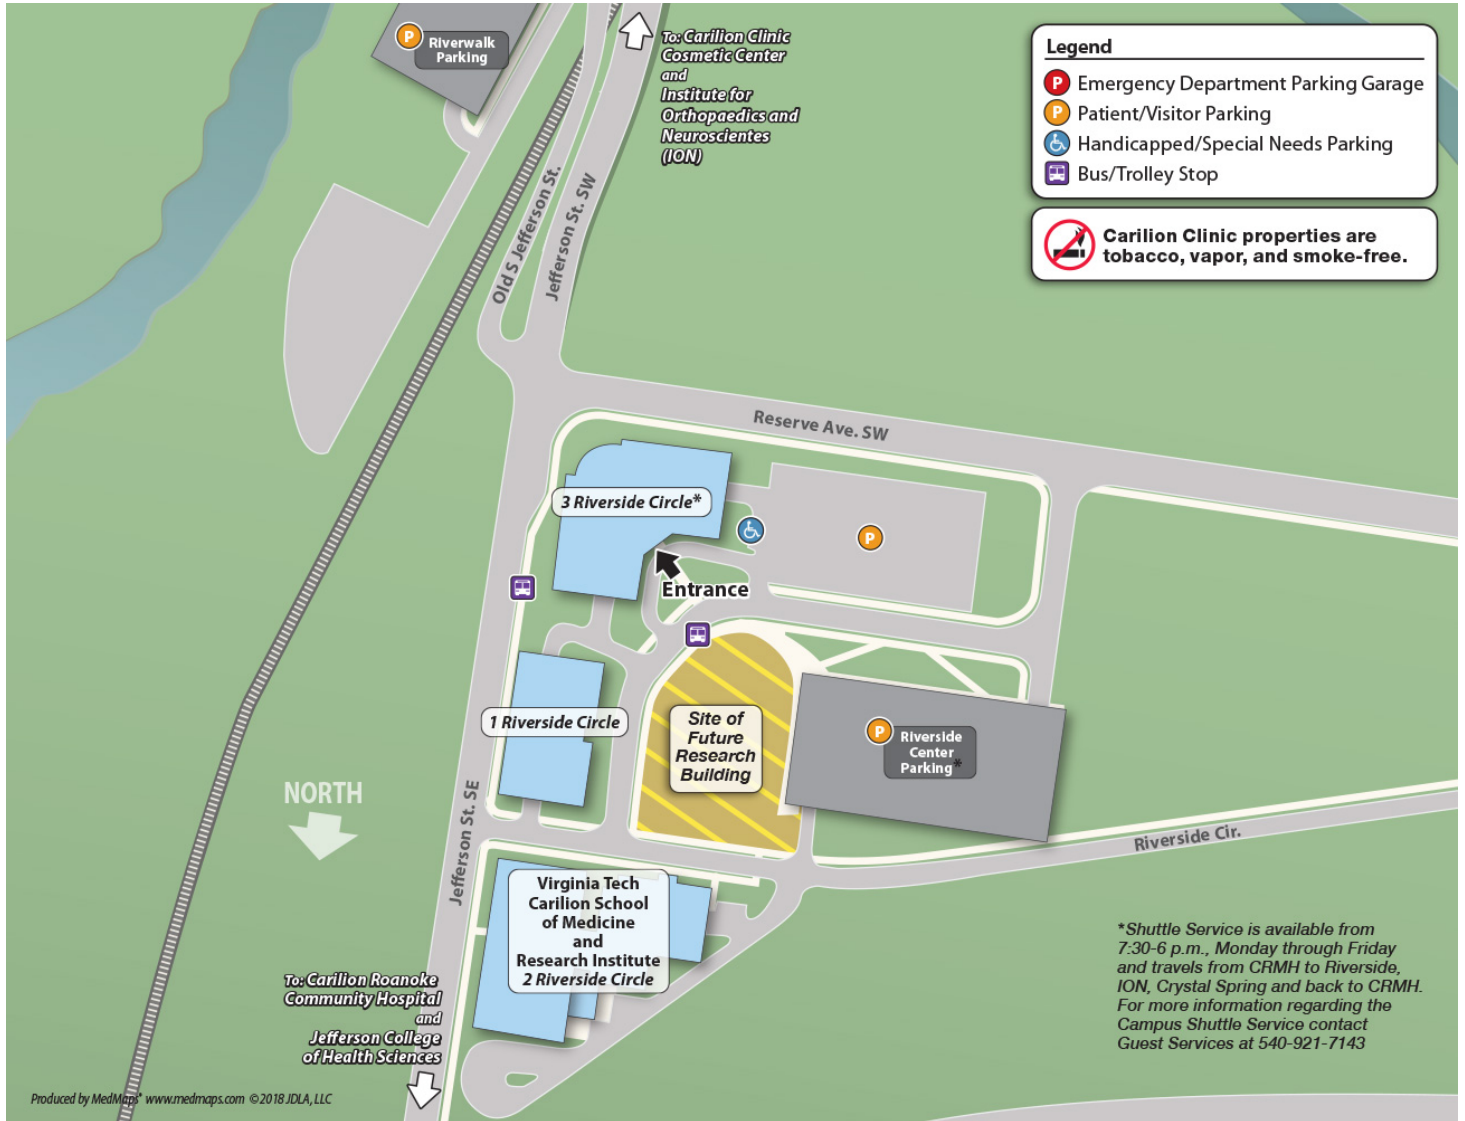 Riverwalk
Parking
P
To: Carilion Clinic
Cosmetic Center
and
Institute for
Orthopaedics and
Neuroscientes
(ION)
Legend
P Emergency Department Parking Garage
P Patient/Visitor Parking
Handicapped/Special Needs Parking
Bus/Trolley Stop
Carilion Clinic properties are
tobacco, vapor, and smoke-free.
Old S Jefferson St.
Jefferson St. SW
Reserve Ave. SW
3 Riverside Circle*
P
Entrance
1 Riverside Circle
Site of
Future
Research
Building
P
Riverside
Center
Parking*
NORTH
Jefferson St. SE
Riverside Cir.
Virginia Tech
Carilion School
of Medicine
and
Research Institute
2 Riverside Circle
To: Carilion Roanoke
Community Hospital
and
Jefferson College
of Health Sciences
*Shuttle Service is available from
7:30-6 p.m., Monday through Friday
and travels from CRMH to Riverside,
ION, Crystal Spring and back to CRMH.
For more information regarding the
Campus Shuttle Service contact
Guest Services at 540-921-7143
Produced by MedMaps® www.medmaps.com ©2018 JDLA, LLC